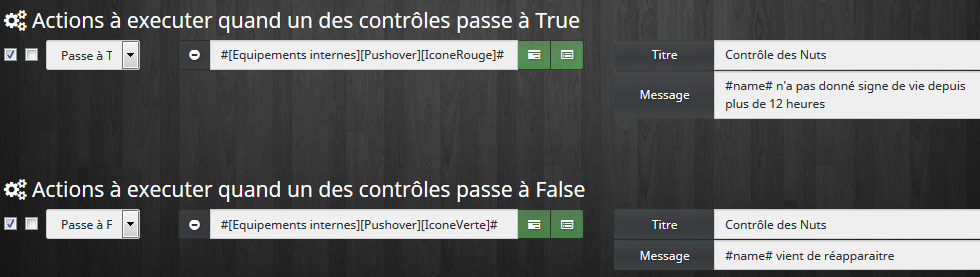 Actions à executer quand un des contrôles passe à True
Passe à T
#[Equipements internes][Pushover][IconeRouge]#
Titre
Contrôle des Nuts
Message
#name# n'a pas donné signe de vie depuis
plus de 12 heures
Actions à executer quand un des contrôles passe à False
Passe à F
#[Equipements internes][Pushover][IconeVerte]#
Titre
Contrôle des Nuts
Message
#name# vient de réapparaitre